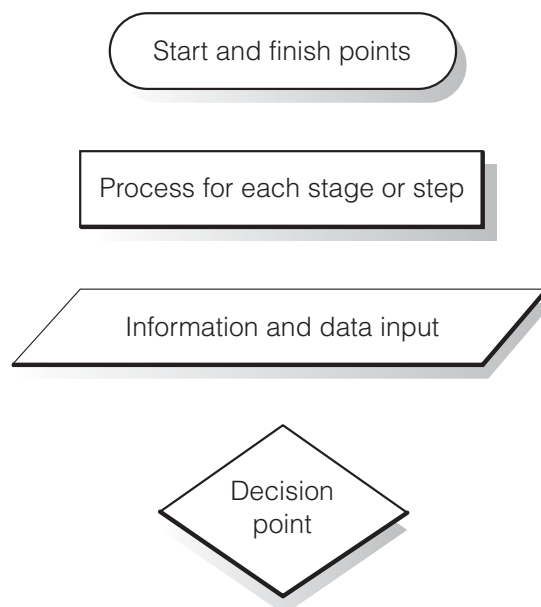 Start and finish points
Process for each stage or step
Information and data input
Decision
point